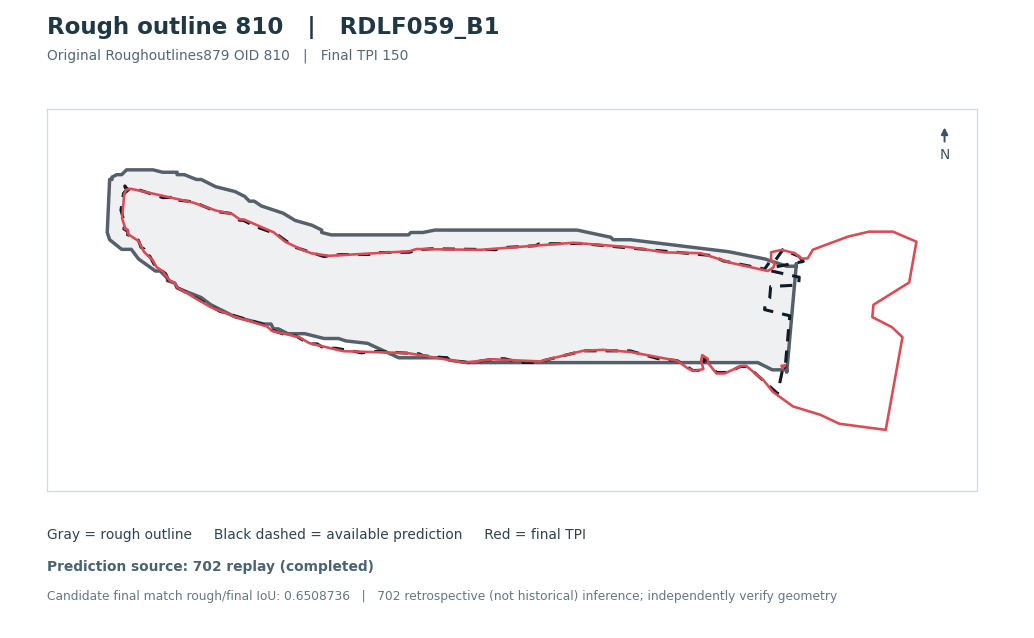 Rough outline 810   |   RDLF059_B1
Original Roughoutlines879 OID 810   |   Final TPI 150
N
Gray = rough outline     Black dashed = available prediction     Red = final TPI
Prediction source: 702 replay (completed)
Candidate final match rough/final IoU: 0.6508736   |   702 retrospective (not historical) inference; independently verify geometry